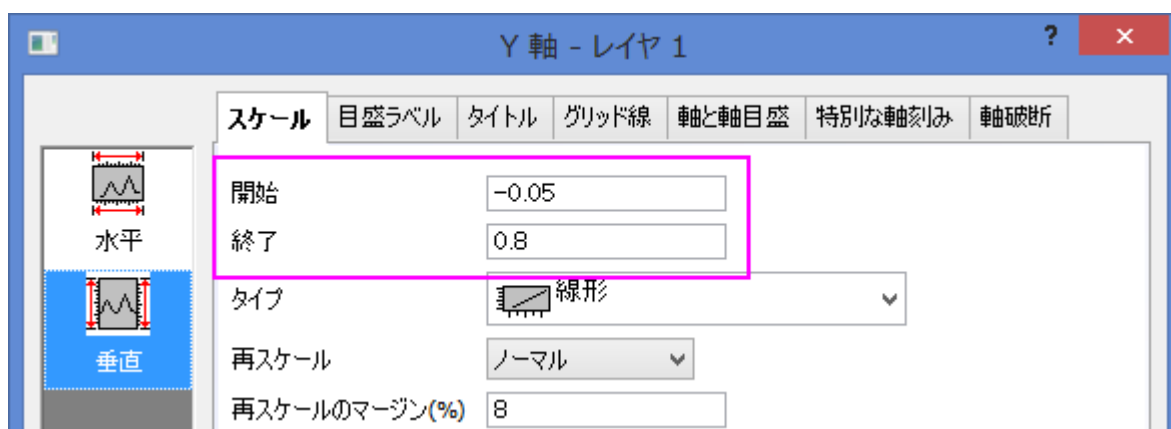 Y 軸 - レイヤ 1 ? ×
スケール 目盛ラベル タイトル グリッド線 軸と軸目盛 特別な軸刻み 軸破断
水平
垂直
開始 -0.05
終了 0.8
タイプ 線形
再スケール ノーマル
再スケールのマージン(%) 8